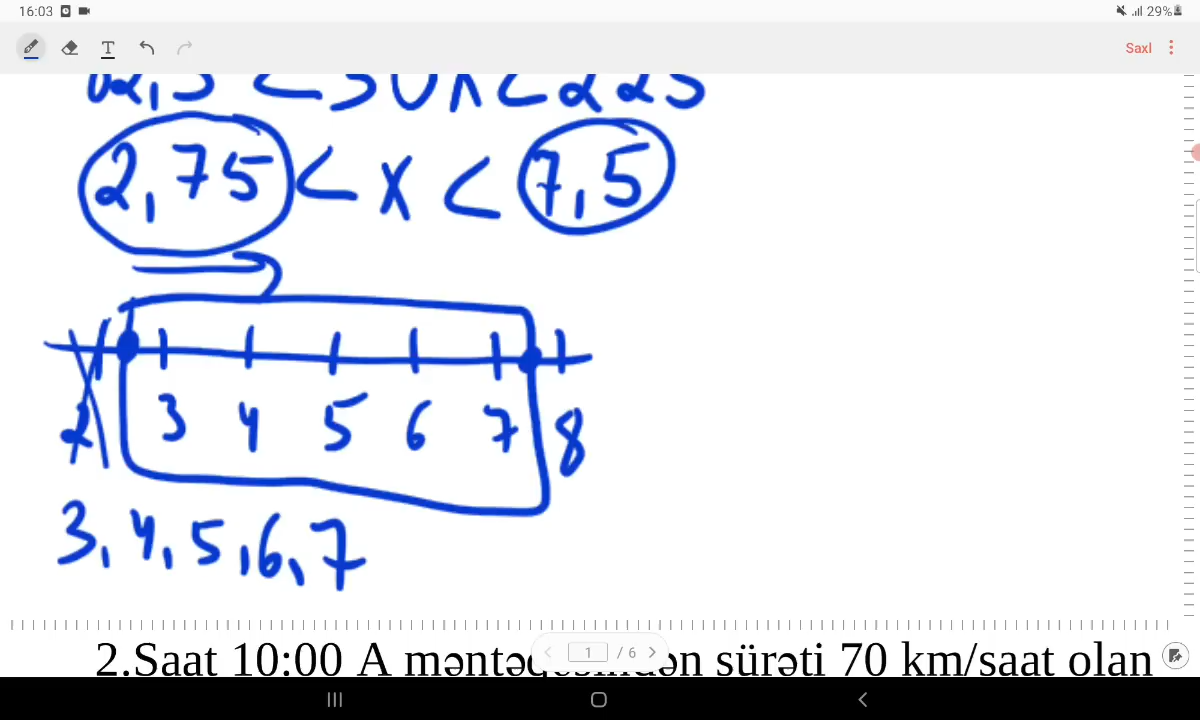 16:03 29%
Saxl
2,75 < x < 7,5
2 3 4 5 6 7 8
3, 4, 5, 6, 7
1 / 6
2.Saat 10:00 A sürəti 70 km/saat olan